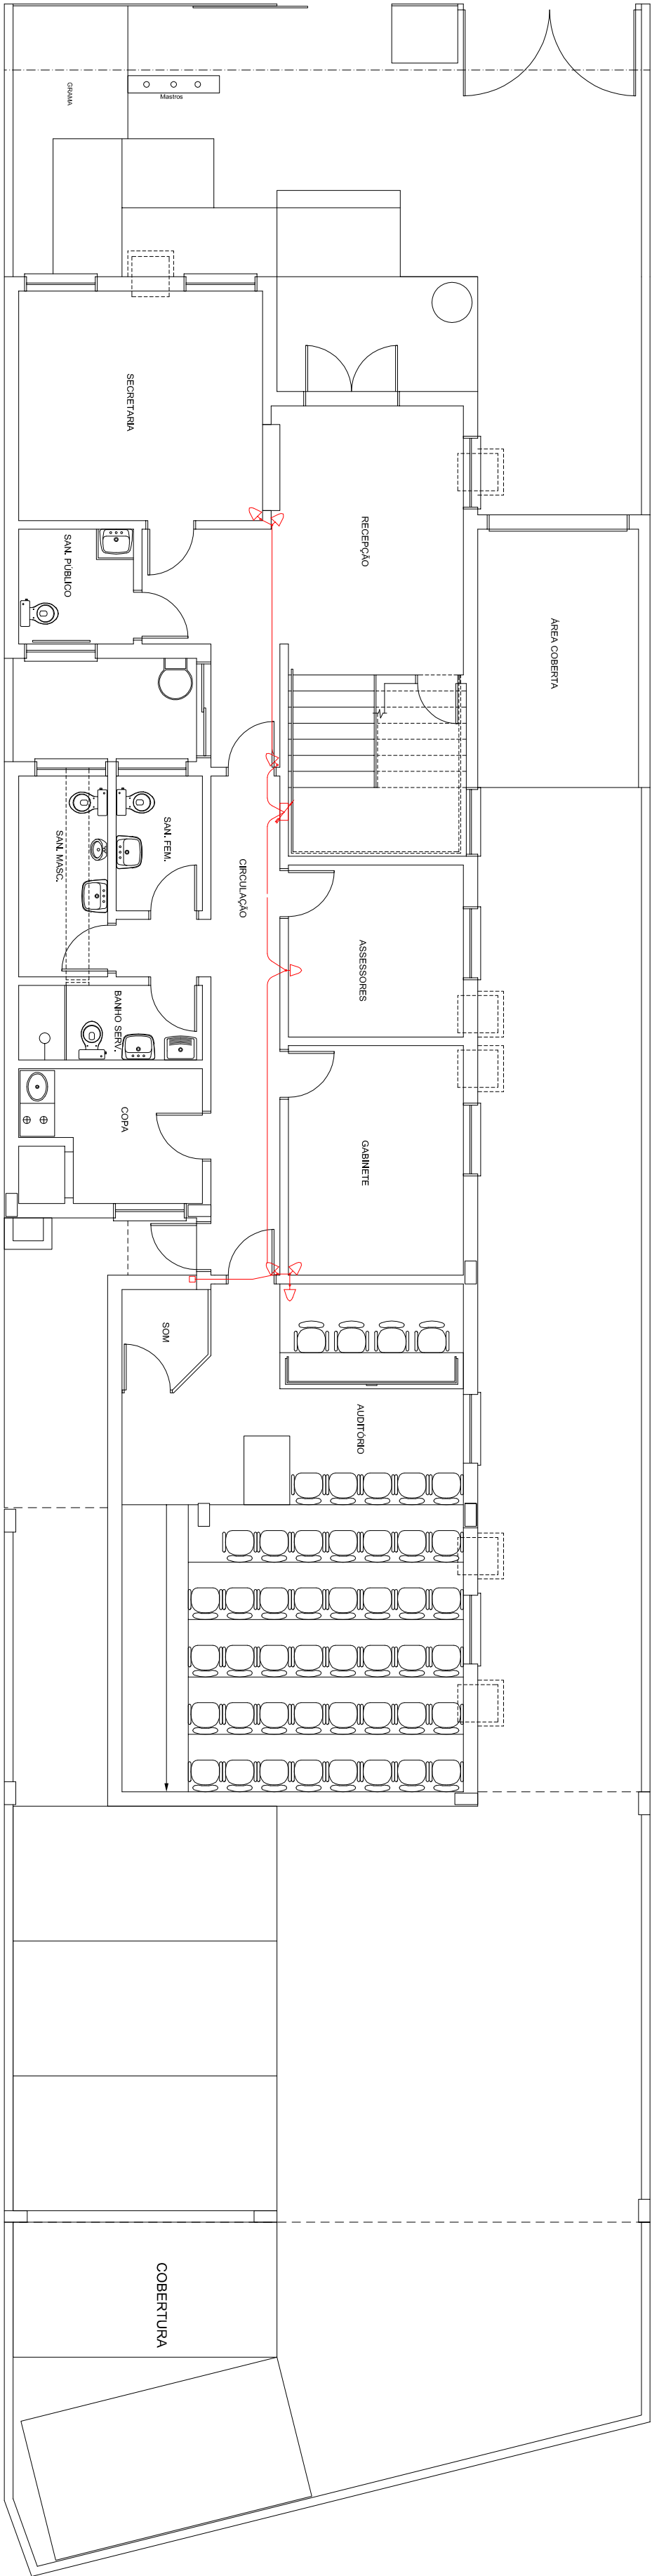 GRAMA
Mastros
SECRETARIA
RECEPÇÃO
SAN. PÚBLICO
ÁREA COBERTA
SAN. FEM.
SAN. MASC.
CIRCULAÇÃO
ASSESSORES
BANHO SERV.
COPA
GABINETE
SOM
AUDITÓRIO
COBERTURA